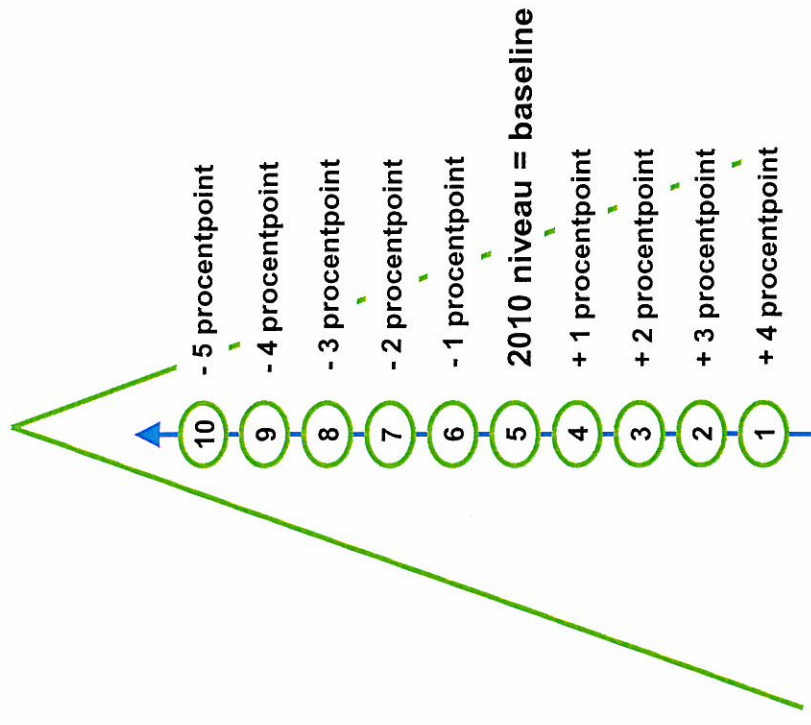 10 - 5 procentpoint
9 - 4 procentpoint
8 - 3 procentpoint
7 - 2 procentpoint
6 - 1 procentpoint
5 2010 niveau = baseline
4 + 1 procentpoint
3 + 2 procentpoint
2 + 3 procentpoint
1 + 4 procentpoint